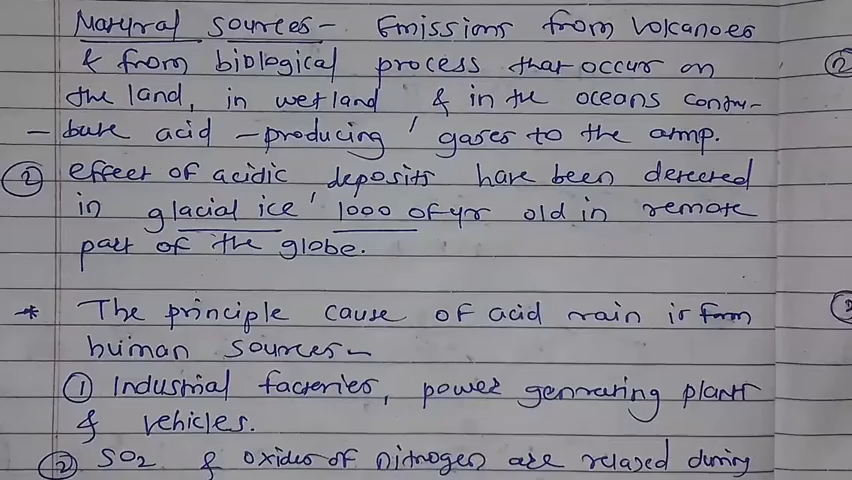 Natural sources - Emissions from volcanoes
& from biological process that occur on
the land, in wetland & in the oceans contri-
- bute acid - producing gases to the atmp.
② effect of acidic deposits have been detected
in glacial ice 1000 of yr old in remote
part of the globe.
* The principle cause of acid rain is from
human sources -
① Industrial factories, power genrating plant
& vehicles.
② SO2 & oxides of nitrogen are relased during